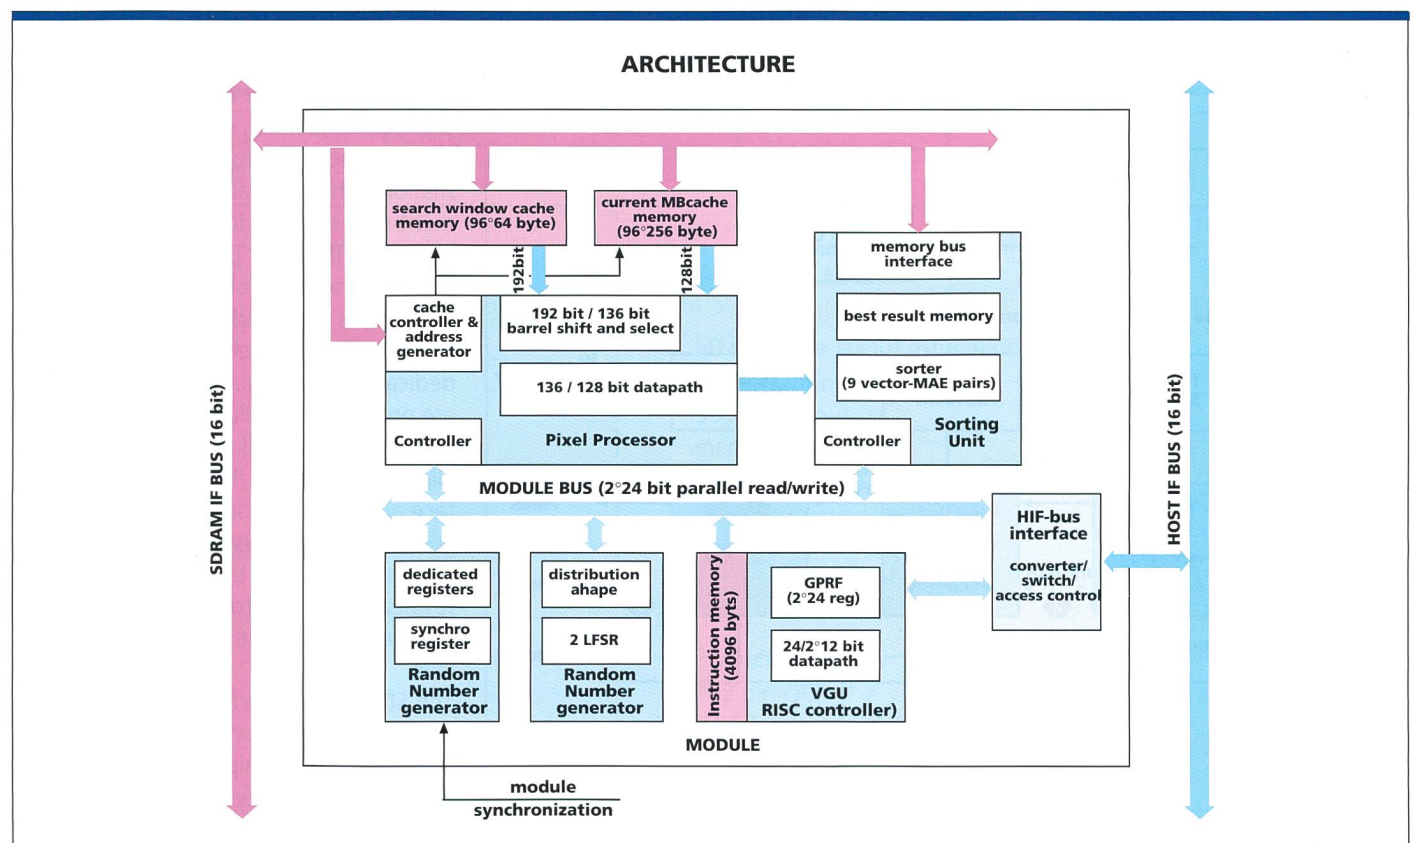 ARCHITECTURE
search window cache
memory (96°64 byte)
current MBcache
memory
(96°256 byte)
192bit
128bit
memory bus
interface
best result memory
sorter
(9 vector-MAE pairs)
Controller
Sorting
Unit
cache
controller &
address
generator
192 bit / 136 bit
barrel shift and select
136 / 128 bit datapath
Controller
Pixel Processor
SDRAM IF BUS (16 bit)
HOST IF BUS (16 bit)
MODULE BUS (2°24 bit parallel read/write)
HIF-bus
interface
converter/
switch/
access control
dedicated
registers
synchro
register
Random
Number
generator
distribution
ahape
2 LFSR
Random
Number
generator
Instruction memory
(4096 byts)
GPRF
(2°24 reg)
24/2°12 bit
datapath
VGU
RISC controller)
MODULE
module
synchronization